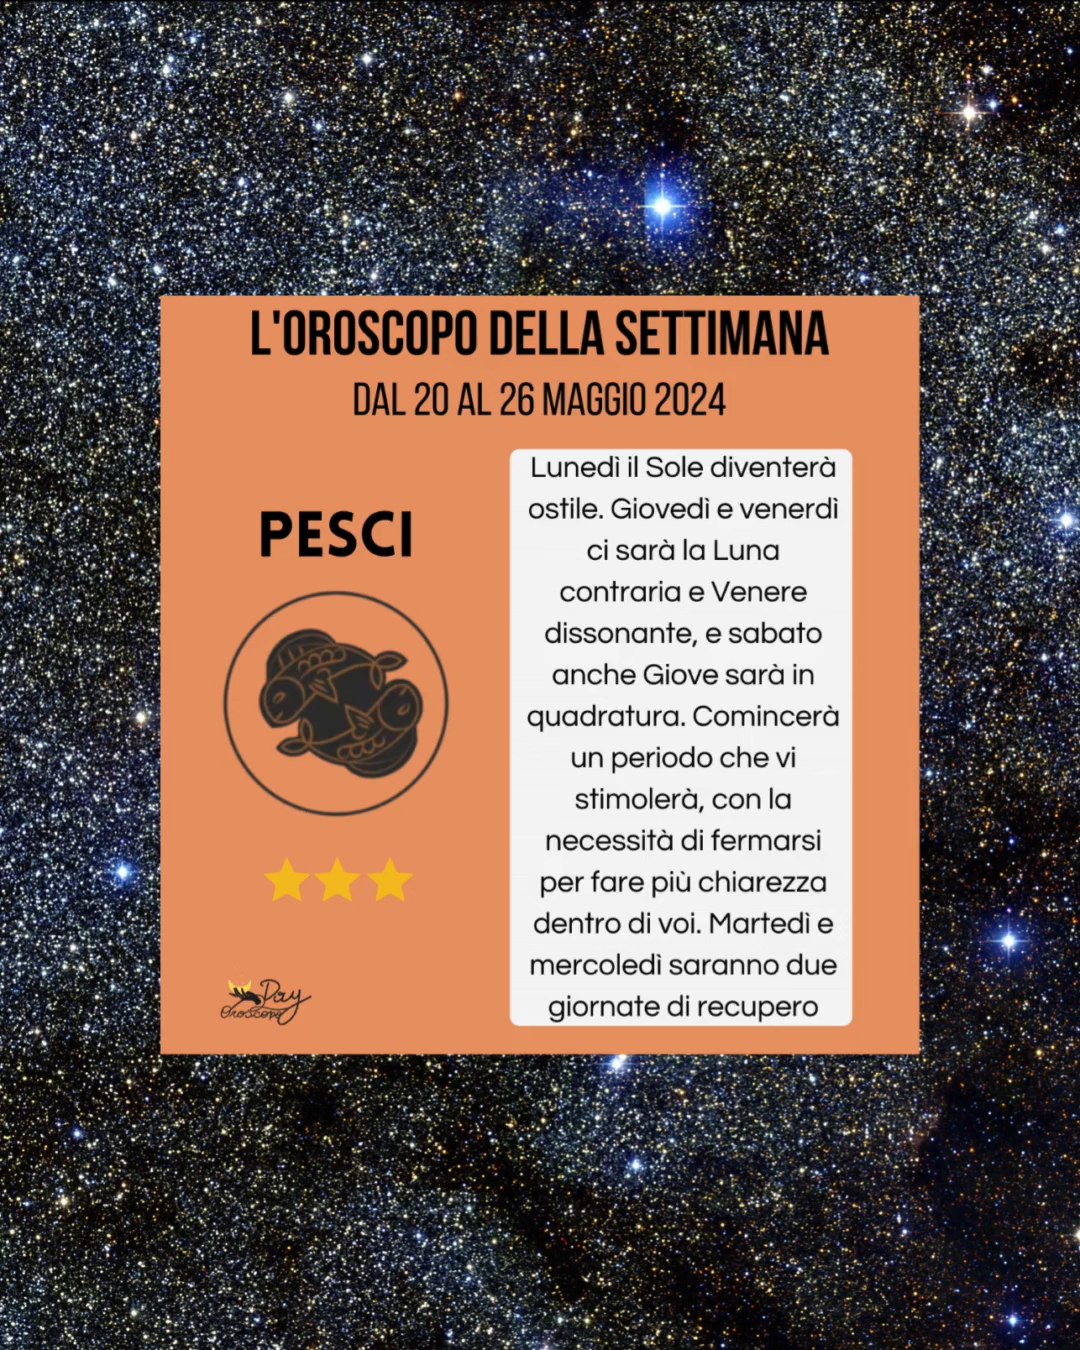 L'OROSCOPO DELLA SETTIMANA
DAL 20 AL 26 MAGGIO 2024
PESCI
Lunedì il Sole diventerà
ostile. Giovedì e venerdì
ci sarà la Luna
contraria e Venere
dissonante, e sabato
anche Giove sarà in
quadratura. Comincerà
un periodo che vi
stimolerà, con la
necessità di fermarsi
per fare più chiarezza
dentro di voi. Martedì e
mercoledì saranno due
giornate di recupero
Day
Oroscopo